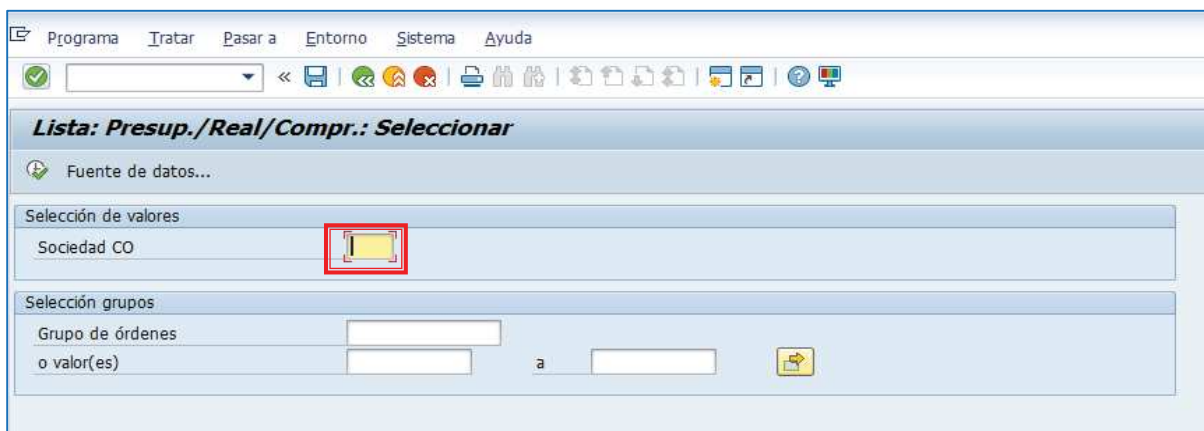 Programa Tratar Pasar a Entorno Sistema Ayuda
Lista: Presup./Real/Compr.: Seleccionar
Fuente de datos...
Selección de valores
Sociedad CO
Selección grupos
Grupo de órdenes
o valor(es) a